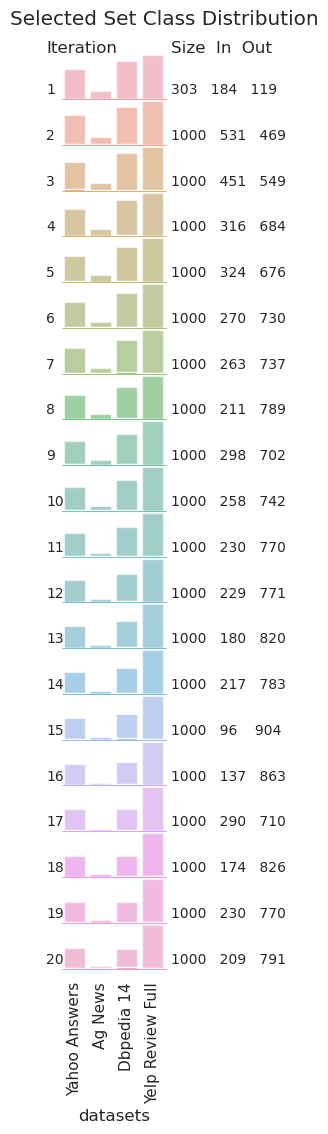 Selected Set Class Distribution
Iteration Size In Out
1 303 184 119
2 1000 531 469
3 1000 451 549
4 1000 316 684
5 1000 324 676
6 1000 270 730
7 1000 263 737
8 1000 211 789
9 1000 298 702
10 1000 258 742
11 1000 230 770
12 1000 229 771
13 1000 180 820
14 1000 217 783
15 1000 96 904
16 1000 137 863
17 1000 290 710
18 1000 174 826
19 1000 230 770
20 1000 209 791
Yahoo Answers
Ag News
Dbpedia 14
Yelp Review Full
datasets